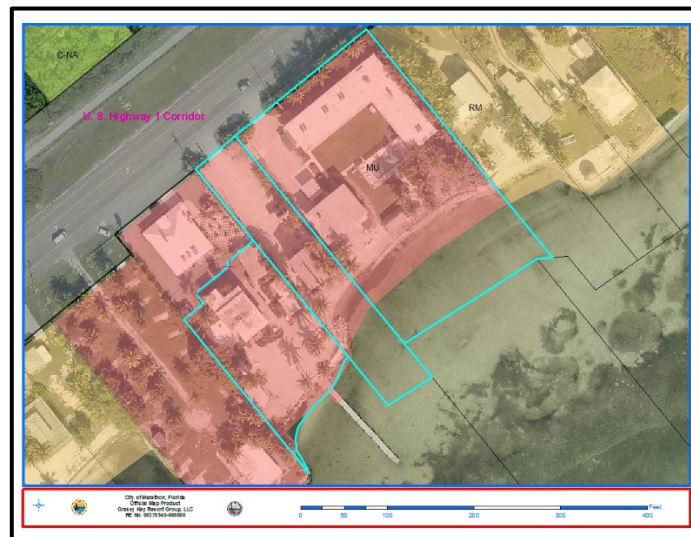 C-NA
U. S. Highway 1 Corridor
RM
MU
City of Marathon, Florida
Official Map Product
Grassy Key Resort Group, LLC
Feet
0 50 100 200 300 400